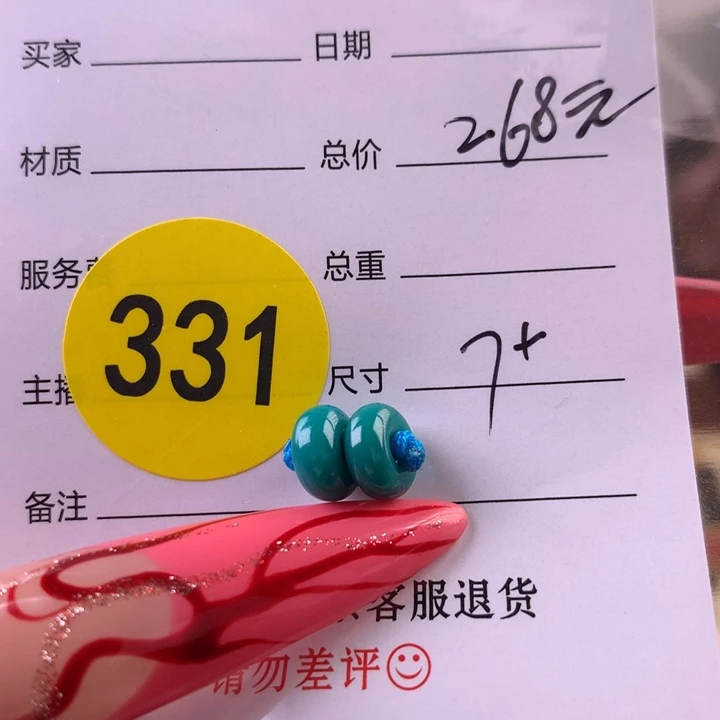 买家 日期
材质 总价 268元
服务 总重
331
主播 尺寸 7+
备注
客服退货
请勿差评